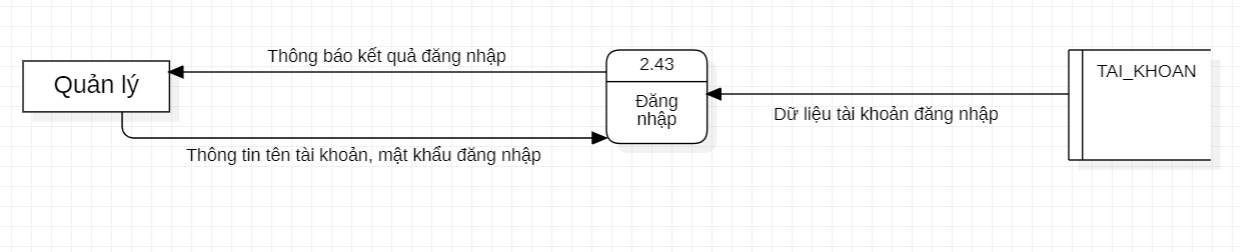 Thông báo kết quả đăng nhập
Quản lý
2.43
Đăng
nhập
TAI_KHOAN
Dữ liệu tài khoản đăng nhập
Thông tin tên tài khoản, mật khẩu đăng nhập